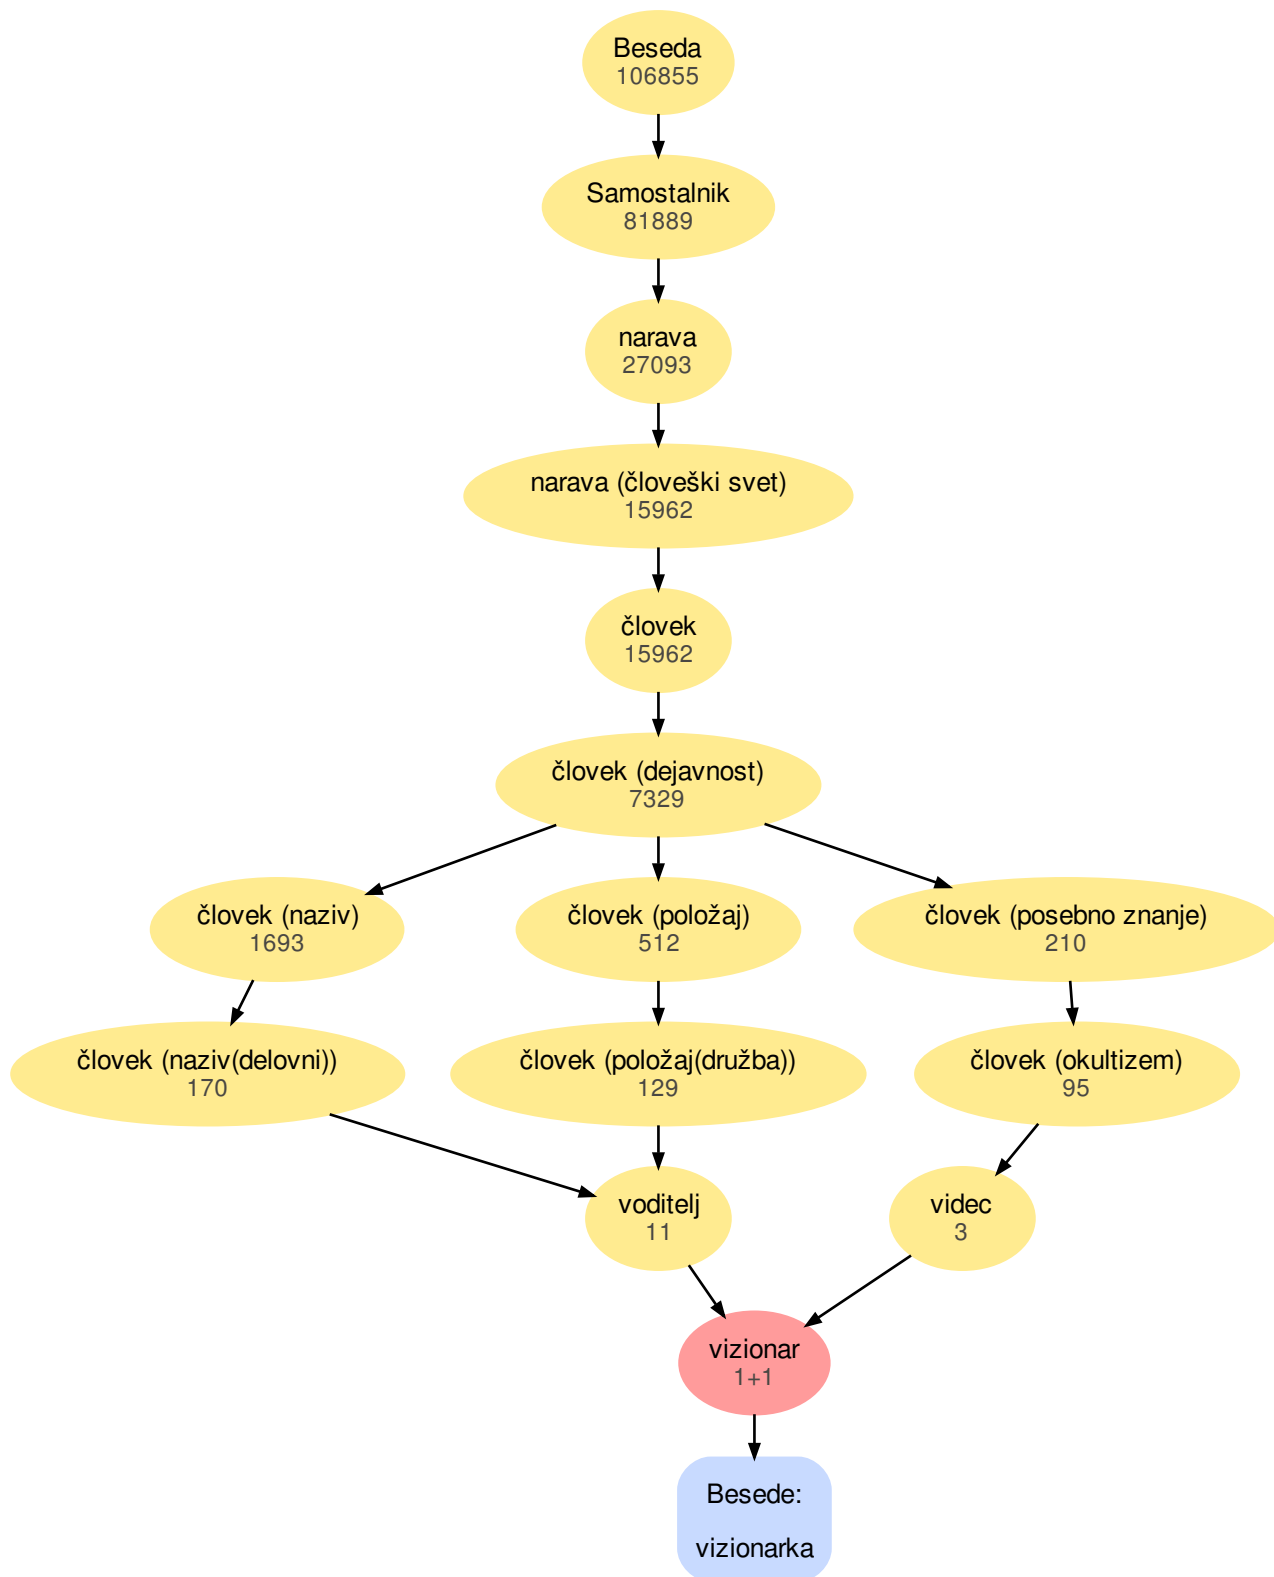 Beseda
106855
Samostalnik
81889
narava
27093
narava (človeški svet)
15962
človek
15962
človek (dejavnost)
7329
človek (naziv)
1693
človek (položaj)
512
človek (posebno znanje)
210
človek (naziv(delovni))
170
človek (položaj(družba))
129
človek (okultizem)
95
voditelj
11
videc
3
vizionar
1+1
Besede:
vizionarka